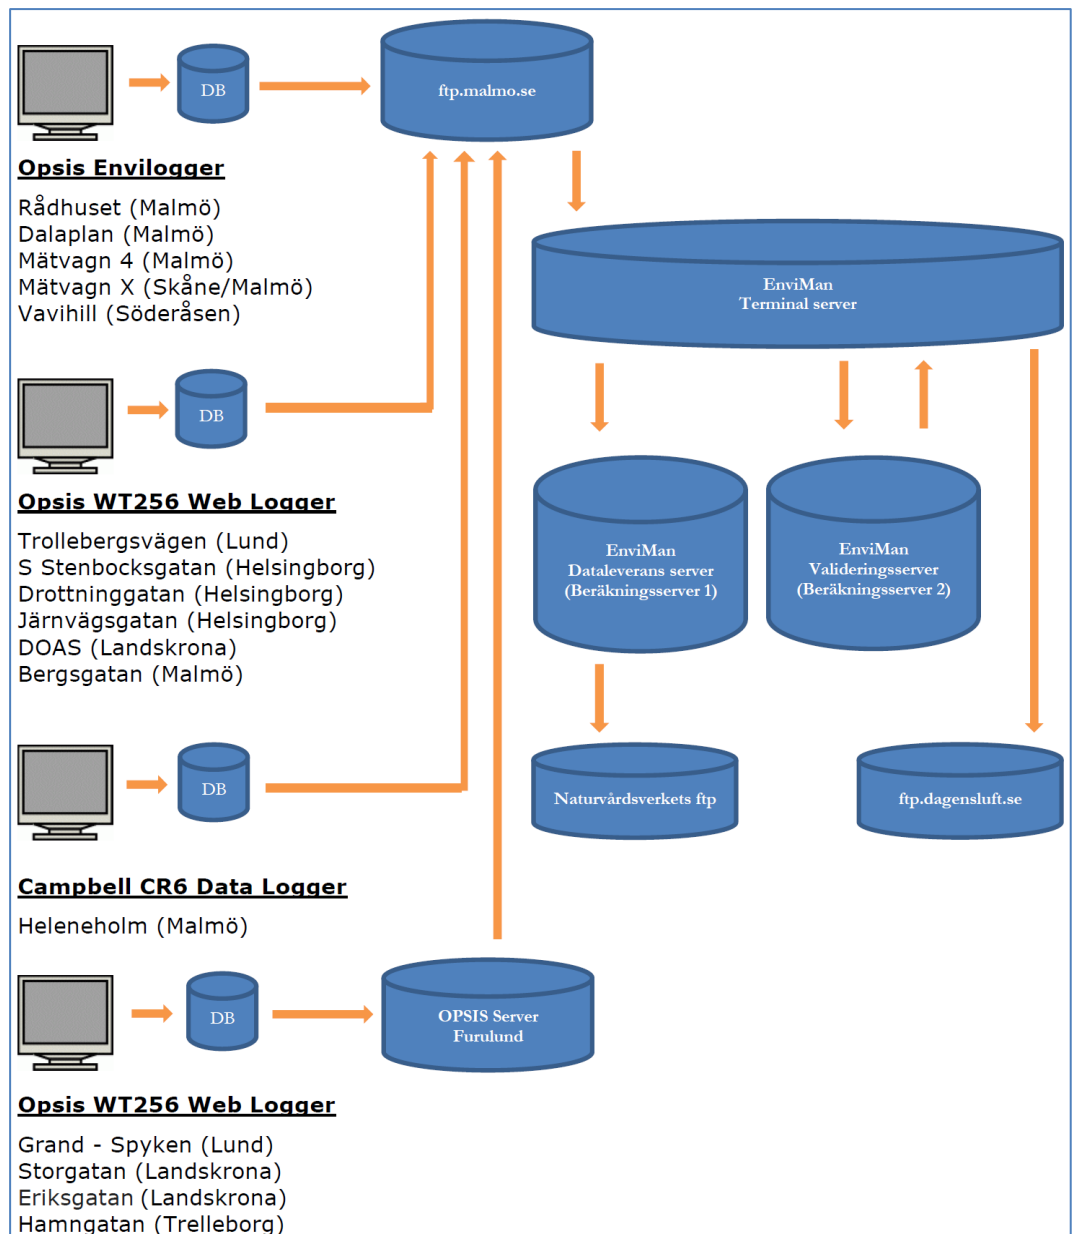 DB
ftp.malmo.se
Opsis Envilogger
Rådhuset (Malmö)
Dalaplan (Malmö)
Mätvagn 4 (Malmö)
Mätvagn X (Skåne/Malmö)
Vavihill (Söderåsen)
EnviMan
Terminal server
DB
Opsis WT256 Web Logger
Trollebergsvägen (Lund)
S Stenbocksgatan (Helsingborg)
Drottninggatan (Helsingborg)
Järnvägsgatan (Helsingborg)
DOAS (Landskrona)
Bergsgatan (Malmö)
EnviMan
Dataleverans server
(Beräkningsserver 1)
EnviMan
Valideringsserver
(Beräkningsserver 2)
DB
Naturvårdsverkets ftp
ftp.dagensluft.se
Campbell CR6 Data Logger
Heleneholm (Malmö)
DB
OPSIS Server
Furulund
Opsis WT256 Web Logger
Grand - Spyken (Lund)
Storgatan (Landskrona)
Eriksgatan (Landskrona)
Hamngatan (Trelleborg)